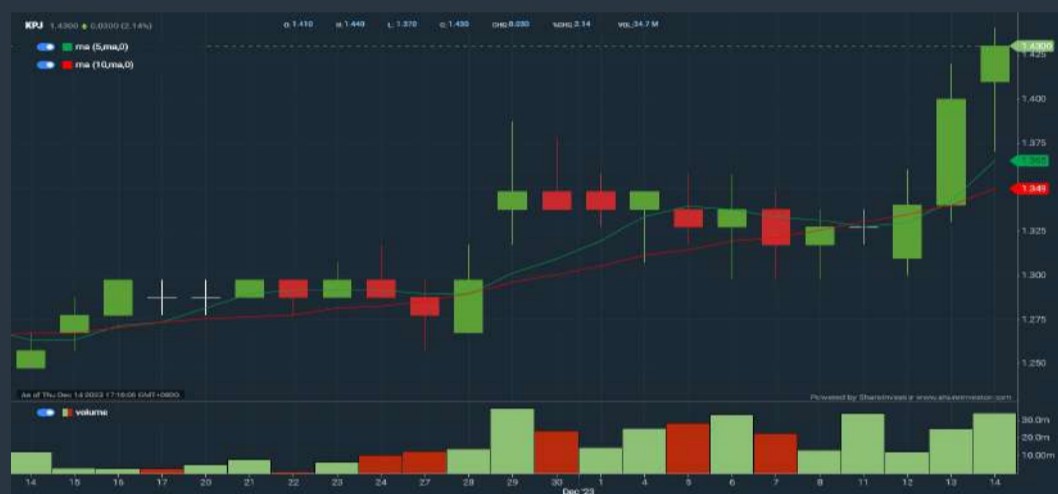 KPJ 1.4300 0.0300 (2.14%) O: 1.410 H: 1.440 L: 1.370 C: 1.430 CHG: 0.030 %CHG: 2.14 VOL: 34.7 M
ma (5,ma,0)
ma (10,ma,0)
1.4300
1.425
1.400
1.375
1.365
1.349
1.325
1.300
1.275
1.250
As of Thu Dec 14 2023 17:16:06 GMT+0800
Powered by ShareInvestor www.shareinvestor.com
volume
30.0m
20.0m
10.00m
14 15 16 17 20 21 22 23 24 27 28 29 30 1 4 5 6 7 8 11 12 13 14
Dec '23